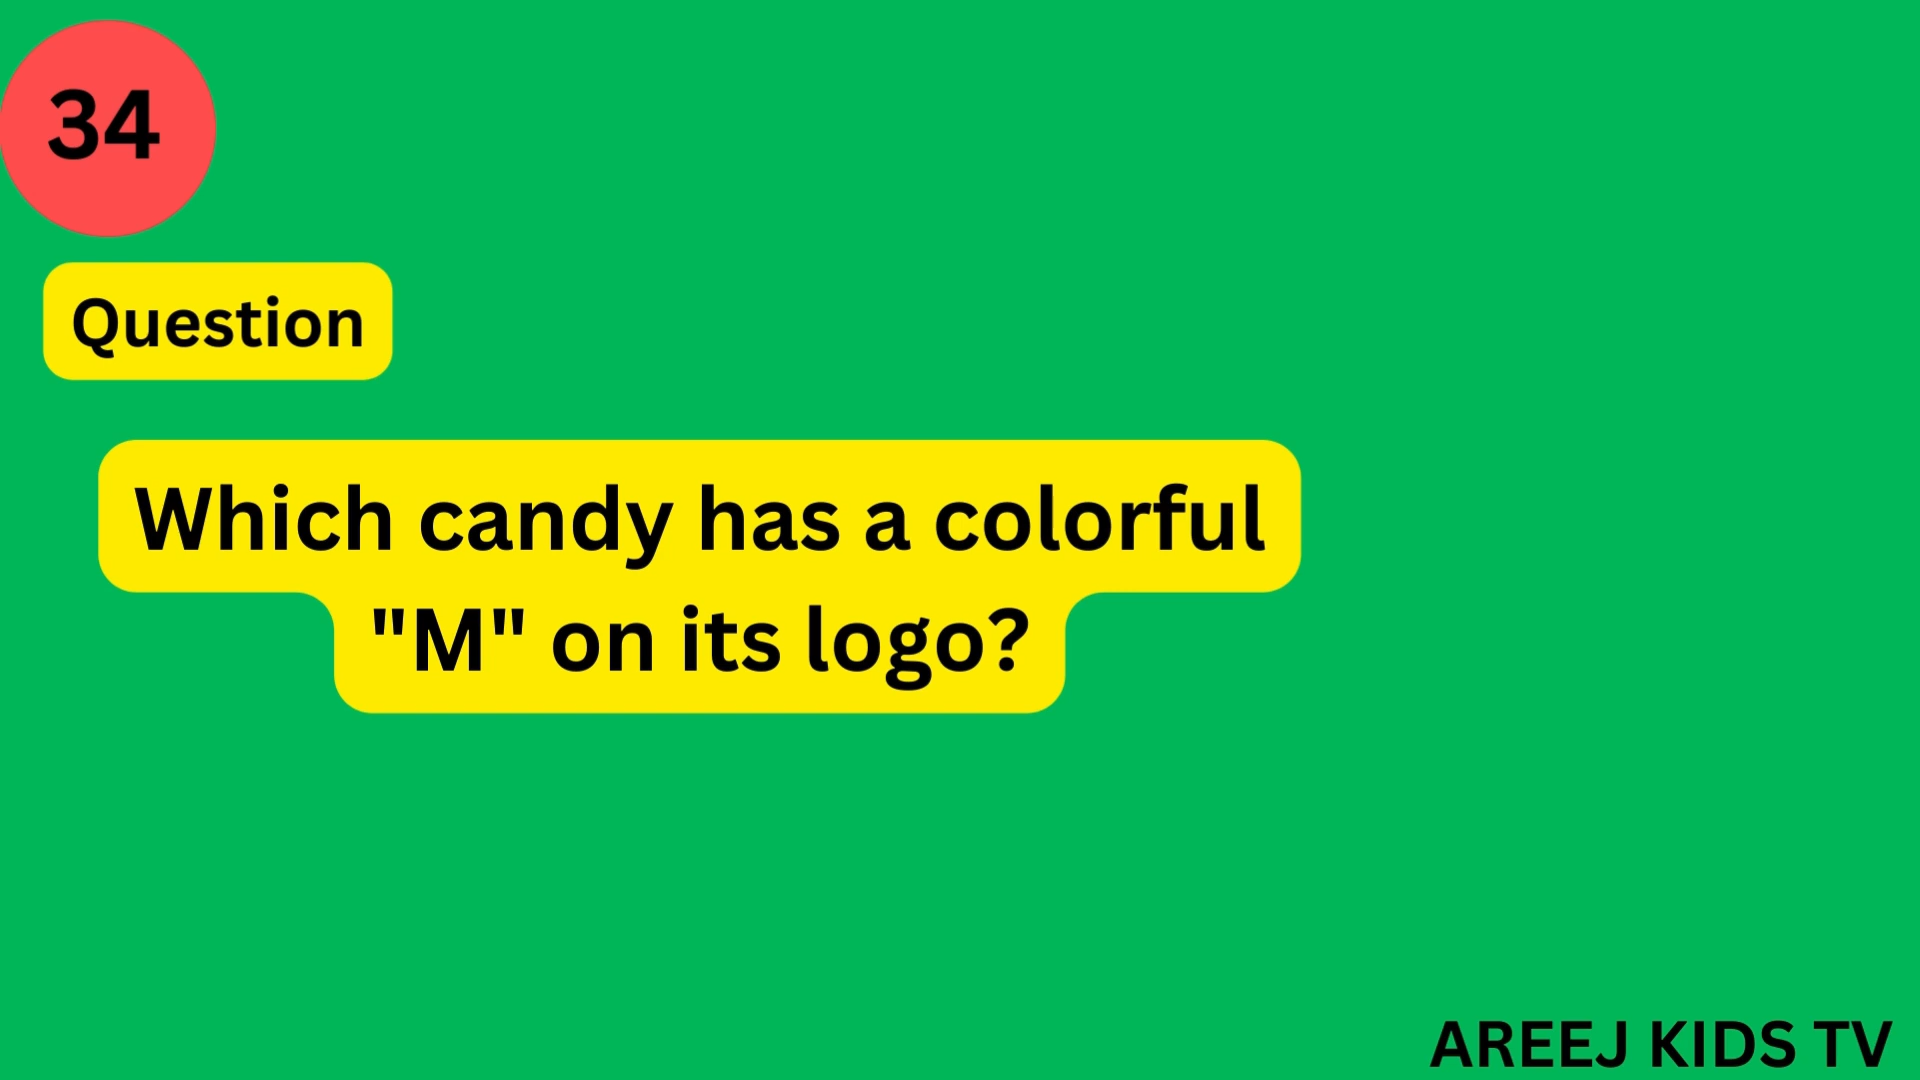 34
Question
Which candy has a colorful
"M" on its logo?
AREEJ KIDS TV